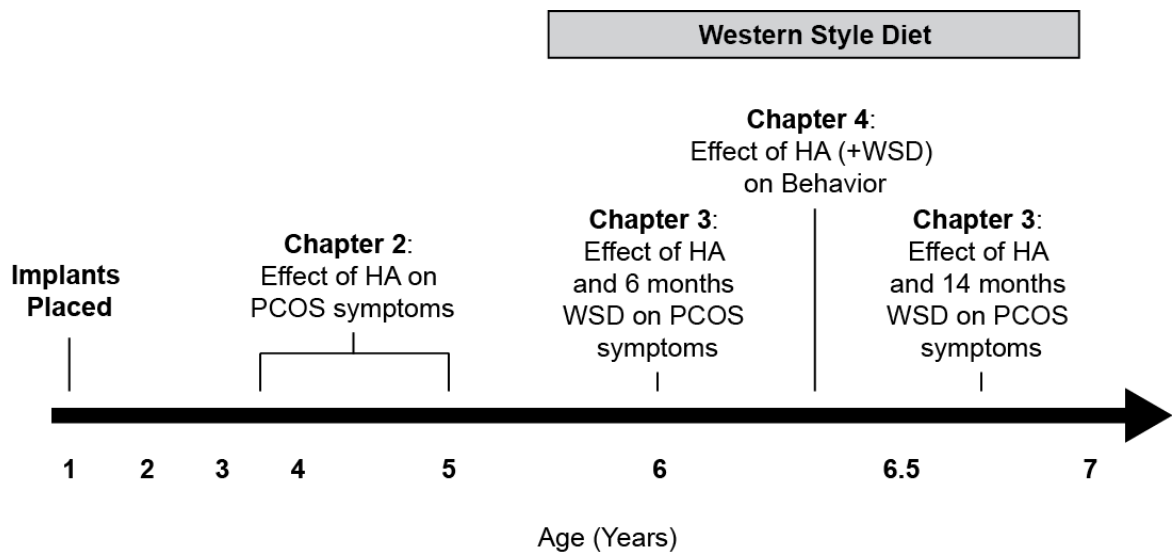 Western Style Diet
Chapter 4:
Effect of HA (+WSD)
on Behavior
Chapter 3:
Effect of HA
and 6 months
WSD on PCOS
symptoms
Chapter 3:
Effect of HA
and 14 months
WSD on PCOS
symptoms
Chapter 2:
Effect of HA on
PCOS symptoms
Implants
Placed
1 2 3 4 5 6 6.5 7
Age (Years)